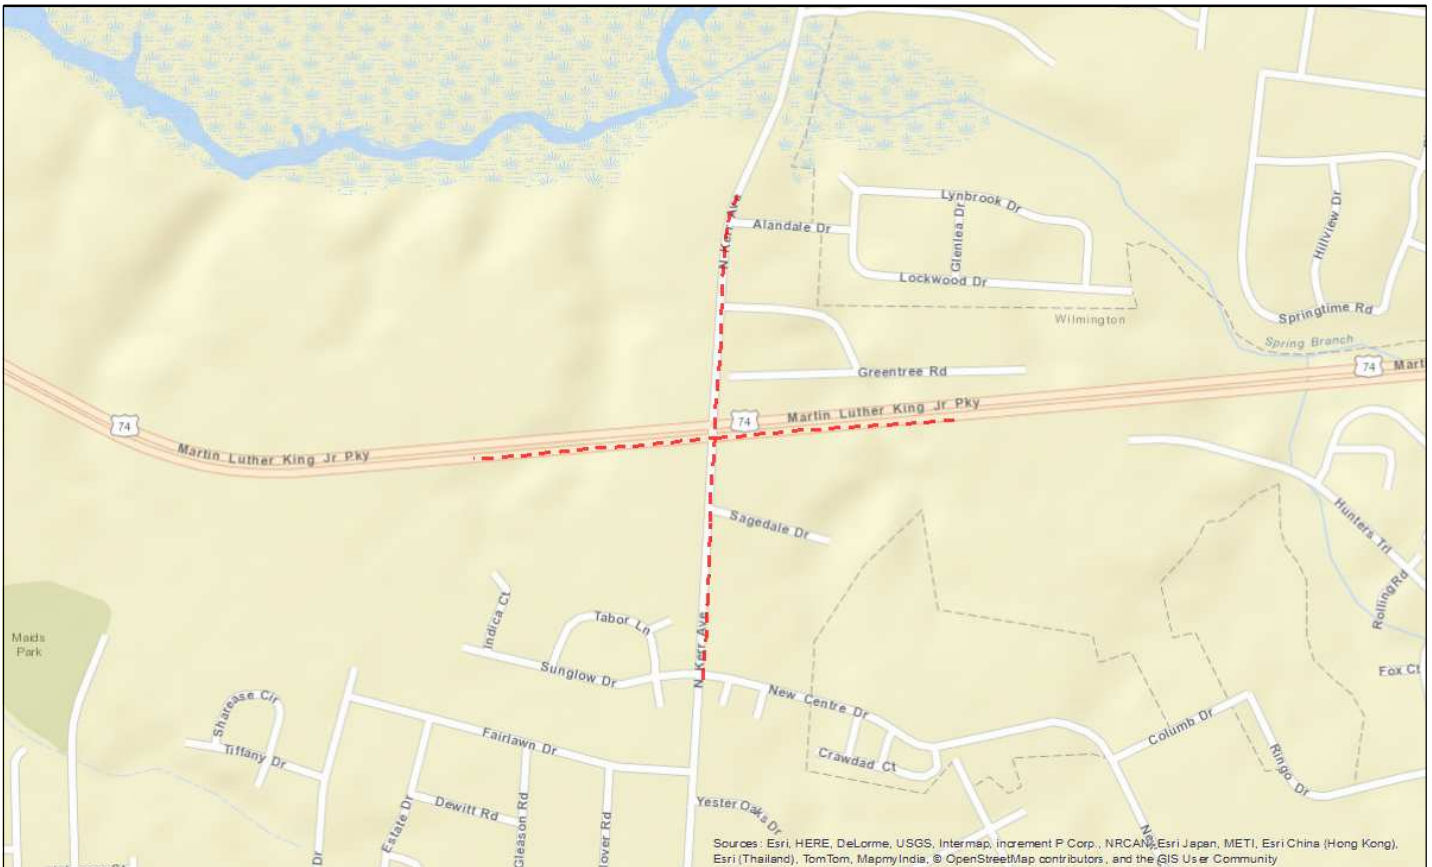 Lynbrook Dr
Hillview Dr
N Kerr Ave
Alandale Dr
Glenlea Dr
Lockwood Dr
Springtime Rd
Wilmington
Spring Branch
Greentree Rd
74
Mart
74
Martin Luther King Jr Pky
74
Martin Luther King Jr Pky
Sagedale Dr
Hunters Trl
Rolling Rd
Indica Ct
Tabor Ln
Maids
Park
N Kerr Ave
Sunglow Dr
Fox Ct
New Centre Dr
Sharease Cir
Columb Dr
Fairlawn Dr
Tiffany Dr
Crawdad Ct
Ringo Dr
Estate Dr
Dewitt Rd
Gleason Rd
lover Rd
Yester Oaks Dr
Dr
Sources: Esri, HERE, DeLorme, USGS, Intermap, increment P Corp., NRCAN, Esri Japan, METI, Esri China (Hong Kong),
Esri (Thailand), TomTom, MapmyIndia, © OpenStreetMap contributors, and the GIS User Community